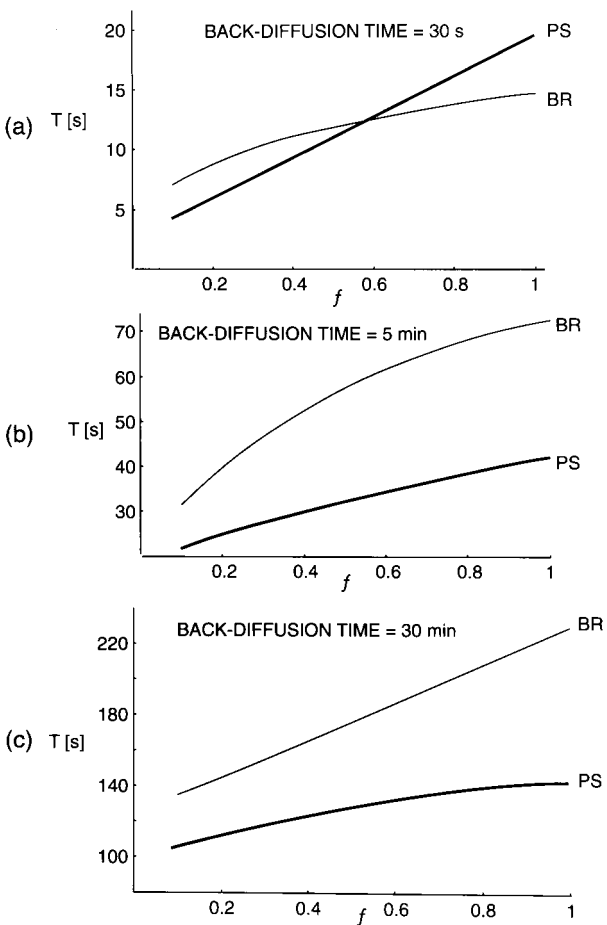 20
BACK-DIFFUSION TIME = 30 s
PS
15
BR
(a) T [s]
10
5
0.2 0.4 0.6 0.8 1
f
70
BACK-DIFFUSION TIME = 5 min
BR
60
50
(b) T [s]
40
PS
30
0.2 0.4 0.6 0.8 1
f
220
BACK-DIFFUSION TIME = 30 min
BR
180
(c) T [s]
140
PS
100
0.2 0.4 0.6 0.8 1
f